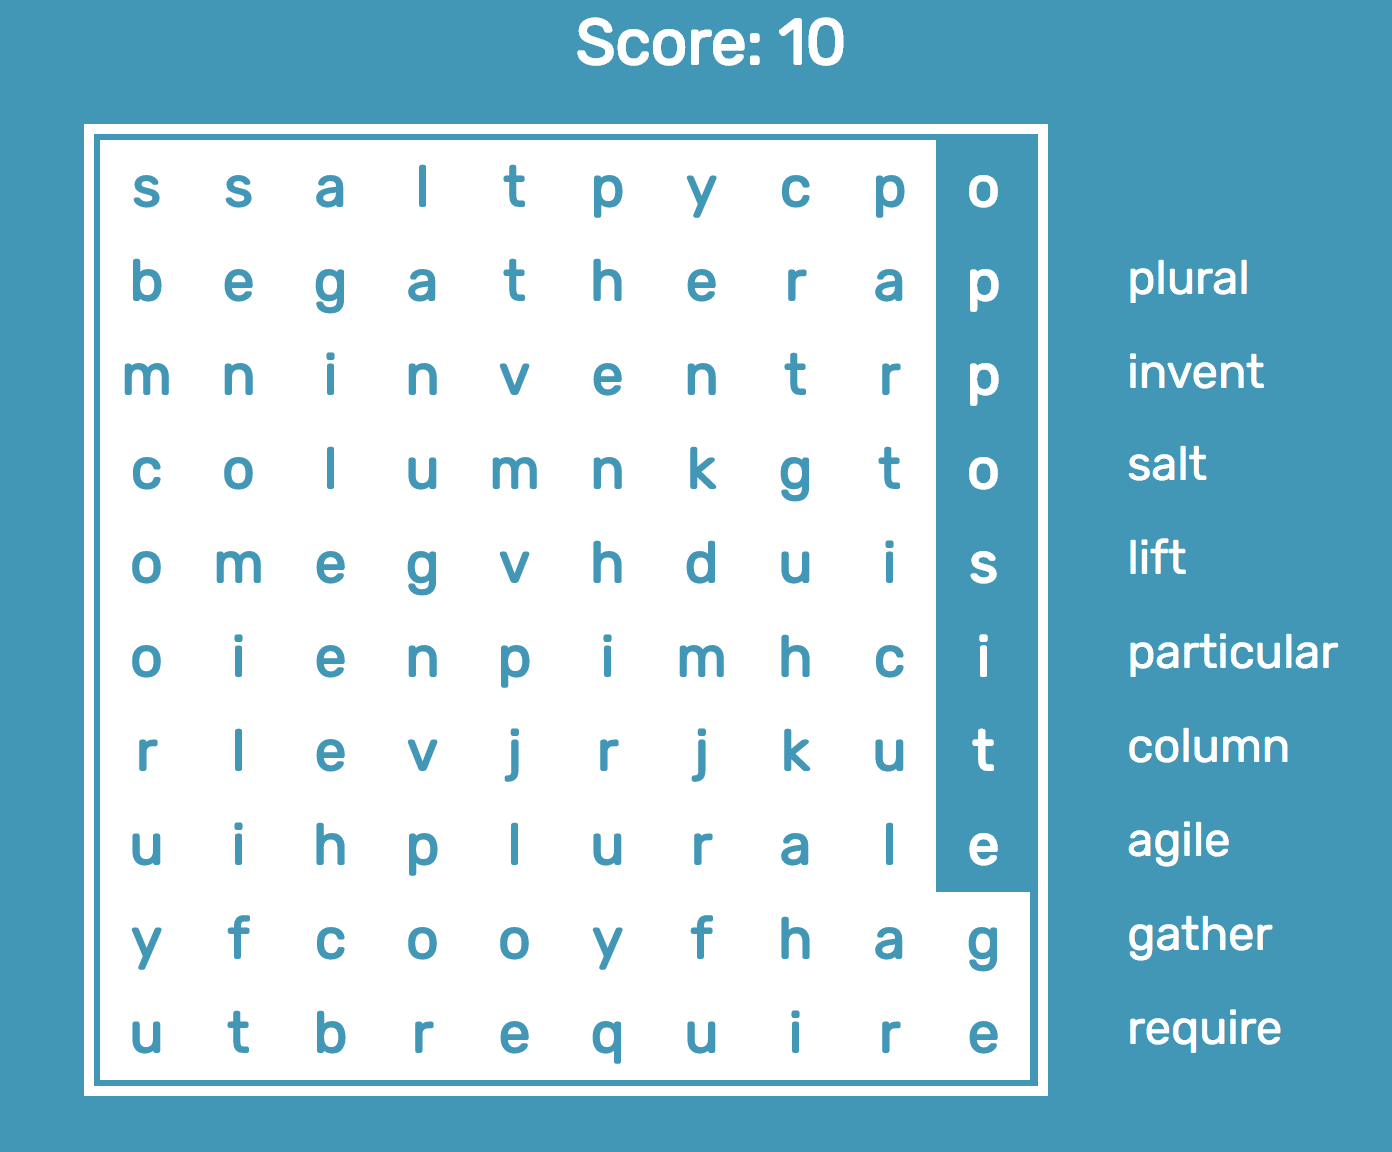 Score: 10
s s a l t p y c p o
b e g a t h e r a p
m n i n v e n t r p
c o l u m n k g t o
o m e g v h d u i s
o i e n p i m h c i
r l e v j r j k u t
u i h p l u r a l e
y f c o o y f h a g
u t b r e q u i r e
plural
invent
salt
lift
particular
column
agile
gather
require